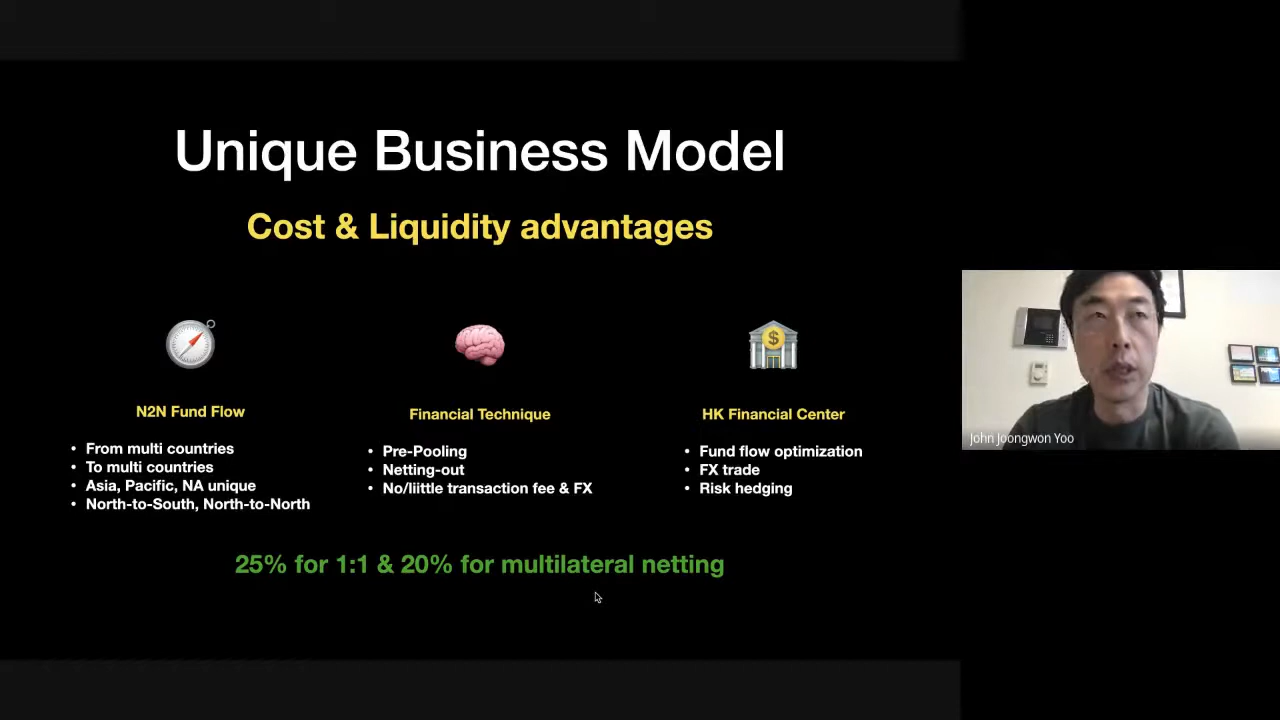 Unique Business Model
Cost & Liquidity advantages
N2N Fund Flow
• From multi countries
• To multi countries
• Asia, Pacific, NA unique
• North-to-South, North-to-North
Financial Technique
• Pre-Pooling
• Netting-out
• No/liittle transaction fee & FX
HK Financial Center
• Fund flow optimization
• FX trade
• Risk hedging
25% for 1:1 & 20% for multilateral netting
John Joongwon Yoo